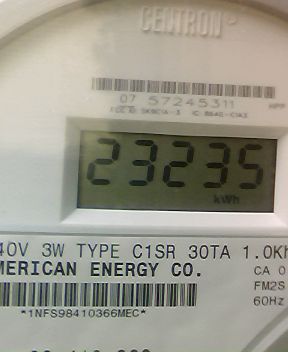 CENTRON
07 57245311
23235
kWh
40V 3W TYPE C1SR 30TA 1.0Kh
MERICAN ENERGY CO.
CA 0
FM2S
60Hz
*1NFS98410366MEC*